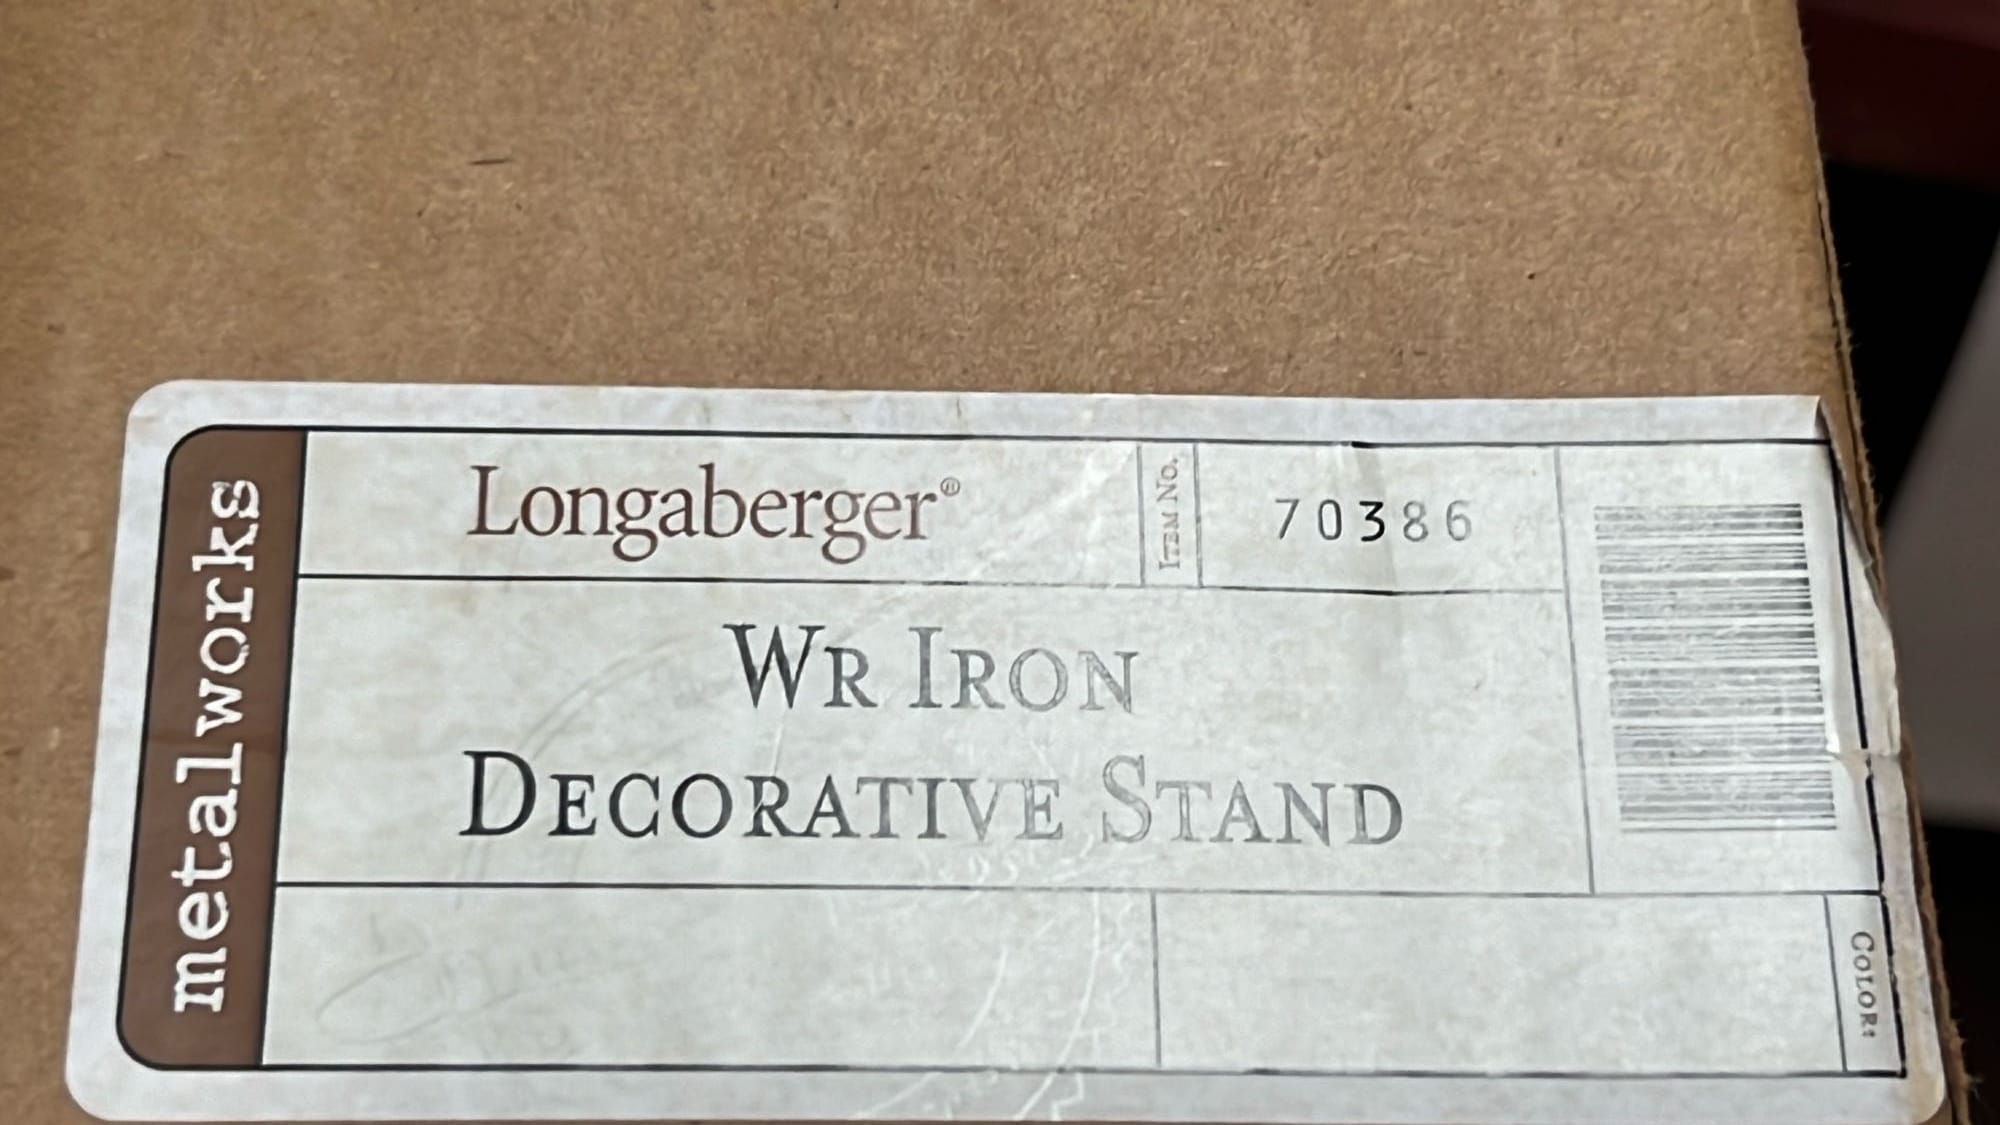 metalworks
Longaberger®
ITEM NO.
70386
WR IRON
DECORATIVE STAND
COLOR: